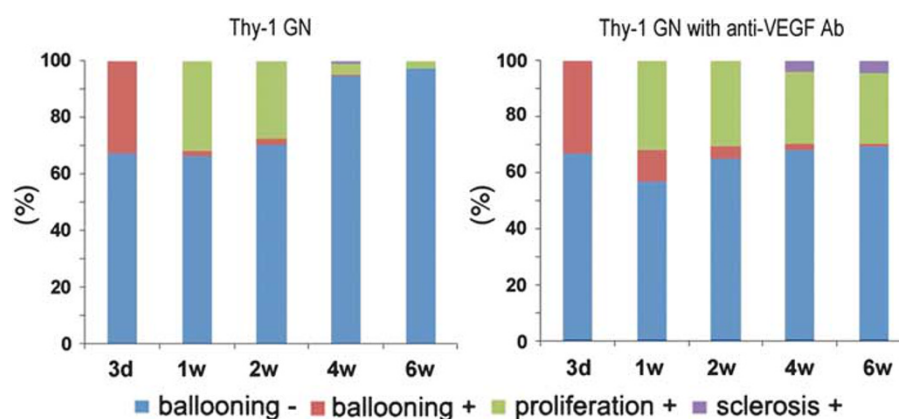 Thy-1 GN
100
80
60
40
20
0
(%)
3d 1w 2w 4w 6w
Thy-1 GN with anti-VEGF Ab
100
80
60
40
20
0
(%)
3d 1w 2w 4w 6w
ballooning - ballooning + proliferation + sclerosis +